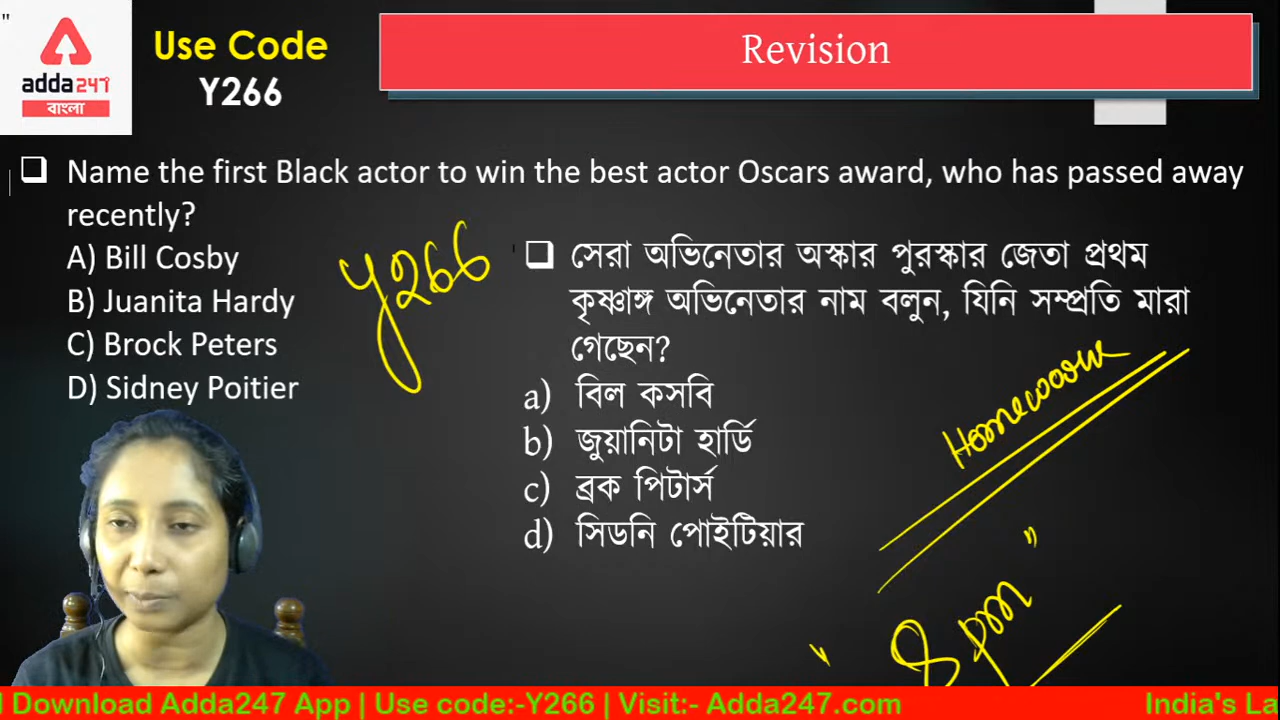 "
adda247
বাংলা
Use Code
Y266
Revision
Name the first Black actor to win the best actor Oscars award, who has passed away
recently?
A) Bill Cosby
B) Juanita Hardy
C) Brock Peters
D) Sidney Poitier
Y266
সেরা অভিনেতার অস্কার পুরস্কার জেতা প্রথম
কৃষ্ণাঙ্গ অভিনেতার নাম বলুন, যিনি সম্প্রতি মারা
গেছেন?
a) বিল কসবি
b) জুয়ানিটা হার্ডি
c) ব্রক পিটার্স
d) সিডনি পোইটিয়ার
Homework
" 8 pm "
Download Adda247 App | Use code:-Y266 | Visit:- Adda247.com India's La